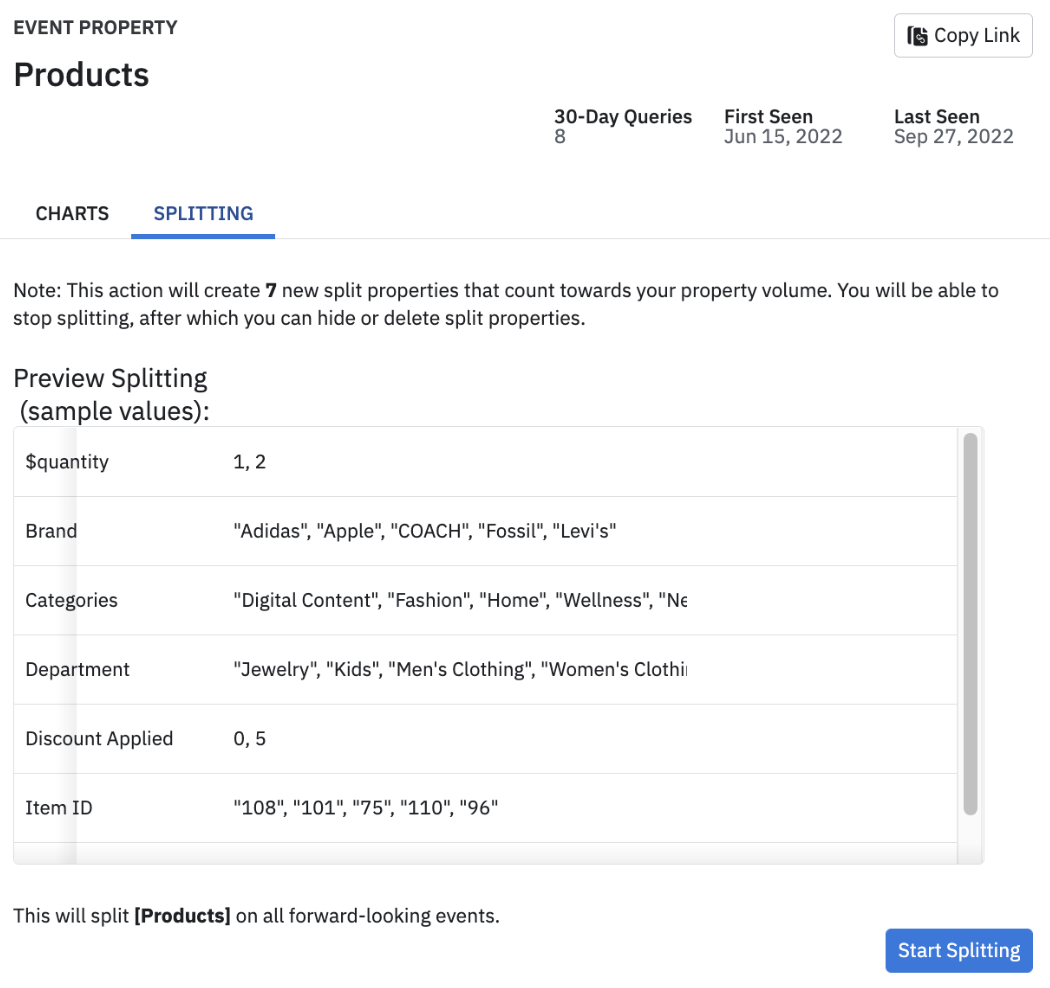 EVENT PROPERTY
Copy Link
Products
30-Day Queries
8
First Seen
Jun 15, 2022
Last Seen
Sep 27, 2022
CHARTS
SPLITTING
Note: This action will create 7 new split properties that count towards your property volume. You will be able to
stop splitting, after which you can hide or delete split properties.
Preview Splitting
(sample values):
$quantity 1, 2
Brand "Adidas", "Apple", "COACH", "Fossil", "Levi's"
Categories "Digital Content", "Fashion", "Home", "Wellness", "Ne
Department "Jewelry", "Kids", "Men's Clothing", "Women's Clothi
Discount Applied 0, 5
Item ID "108", "101", "75", "110", "96"
This will split [Products] on all forward-looking events.
Start Splitting